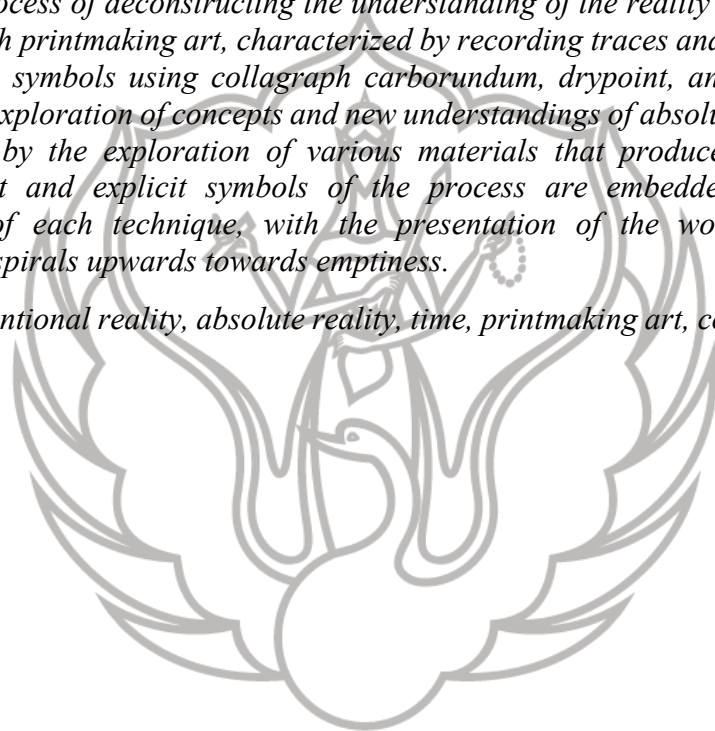 ocess of deconstructing the understanding of the reality
h printmaking art, characterized by recording traces and
symbols using collagraph carborundum, drypoint, an
xploration of concepts and new understandings of absolu
by the exploration of various materials that produce
t and explicit symbols of the process are embedde
of each technique, with the presentation of the wo
spirals upwards towards emptiness.
ntional reality, absolute reality, time, printmaking art, co